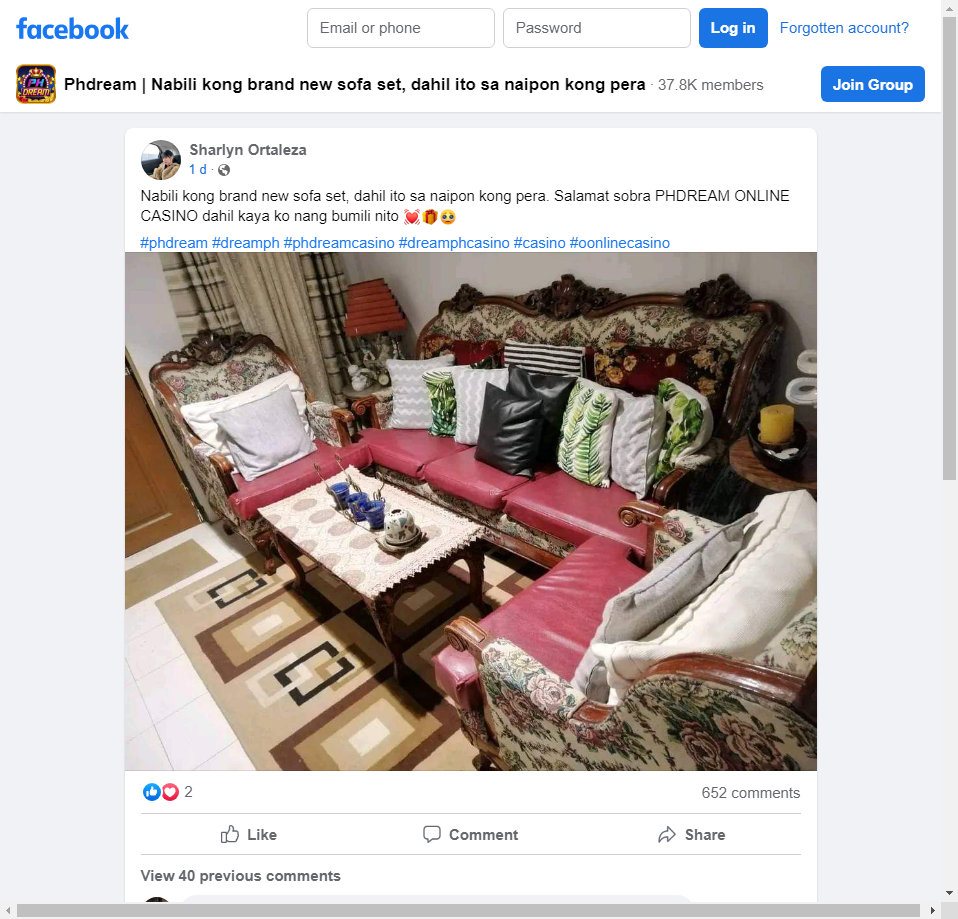 facebook
Email or phone
Password
Log in
Forgotten account?
PH DREAM
Phdream | Nabili kong brand new sofa set, dahil ito sa naipon kong pera · 37.8K members
Join Group
Sharlyn Ortaleza
1 d ·
Nabili kong brand new sofa set, dahil ito sa naipon kong pera. Salamat sobra PHDREAM ONLINE
CASINO dahil kaya ko nang bumili nito 💓🎁🥹
#phdream #dreamph #phdreamcasino #dreamphcasino #casino #oonlinecasino
2
652 comments
Like
Comment
Share
View 40 previous comments